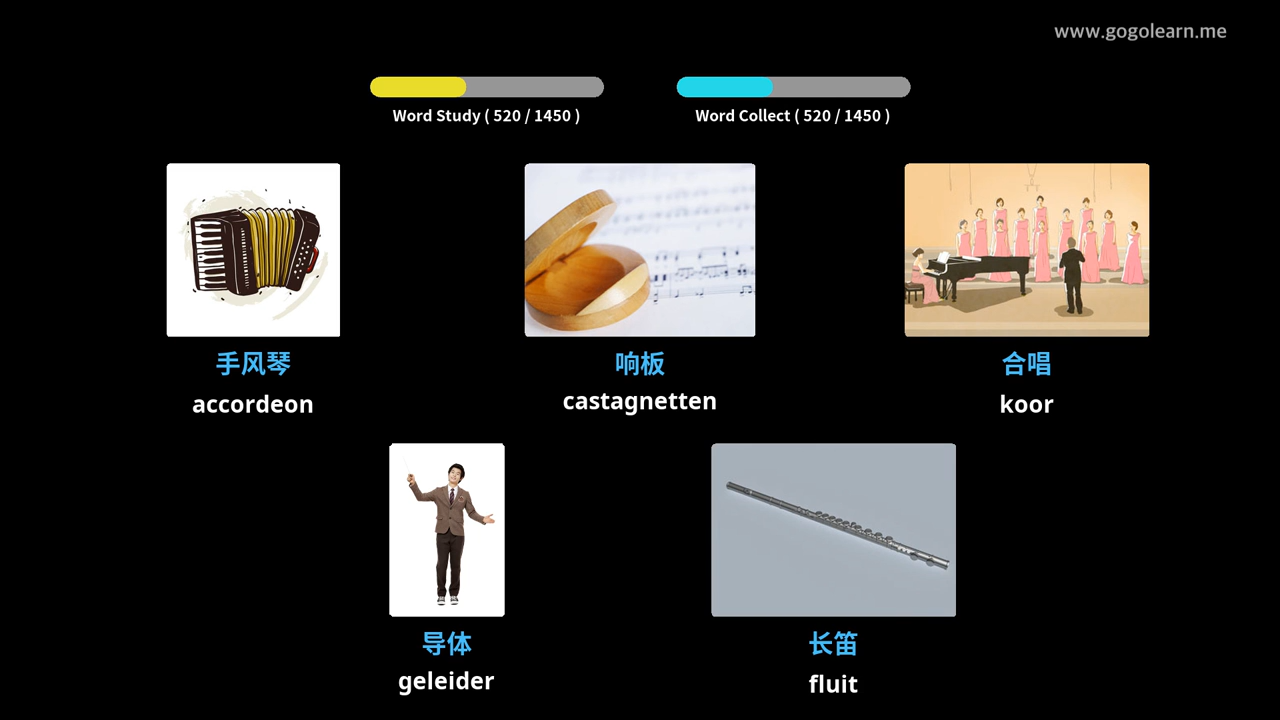 www.gogolearn.me
Word Study ( 520 / 1450 )
Word Collect ( 520 / 1450 )
手风琴
accordeon
响板
castagnetten
合唱
koor
导体
geleider
长笛
fluit